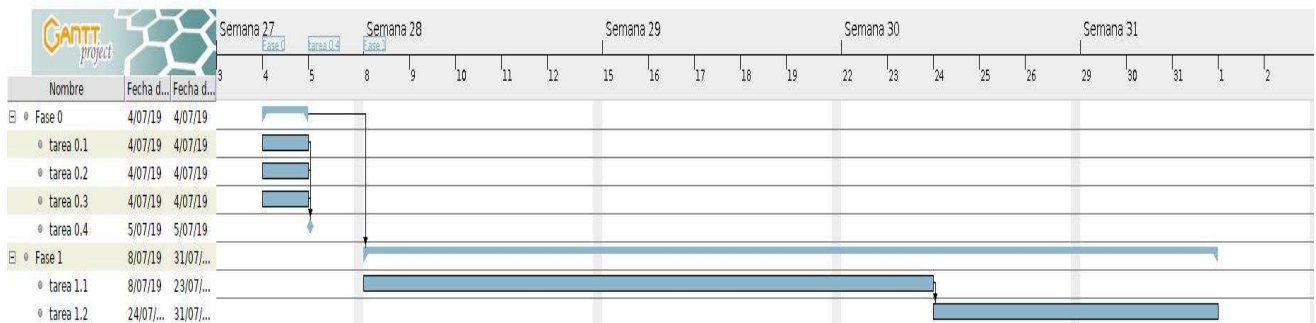 GANTT
project
Semana 27 Semana 28 Semana 29 Semana 30 Semana 31
Fase 0 tarea 0.4 Fase 1
3 4 5 8 9 10 11 12 15 16 17 18 19 22 23 24 25 26 29 30 31 1 2
Nombre Fecha d... Fecha d...
Fase 0 4/07/19 4/07/19
tarea 0.1 4/07/19 4/07/19
tarea 0.2 4/07/19 4/07/19
tarea 0.3 4/07/19 4/07/19
tarea 0.4 5/07/19 5/07/19
Fase 1 8/07/19 31/07/...
tarea 1.1 8/07/19 23/07/...
tarea 1.2 24/07/... 31/07/...